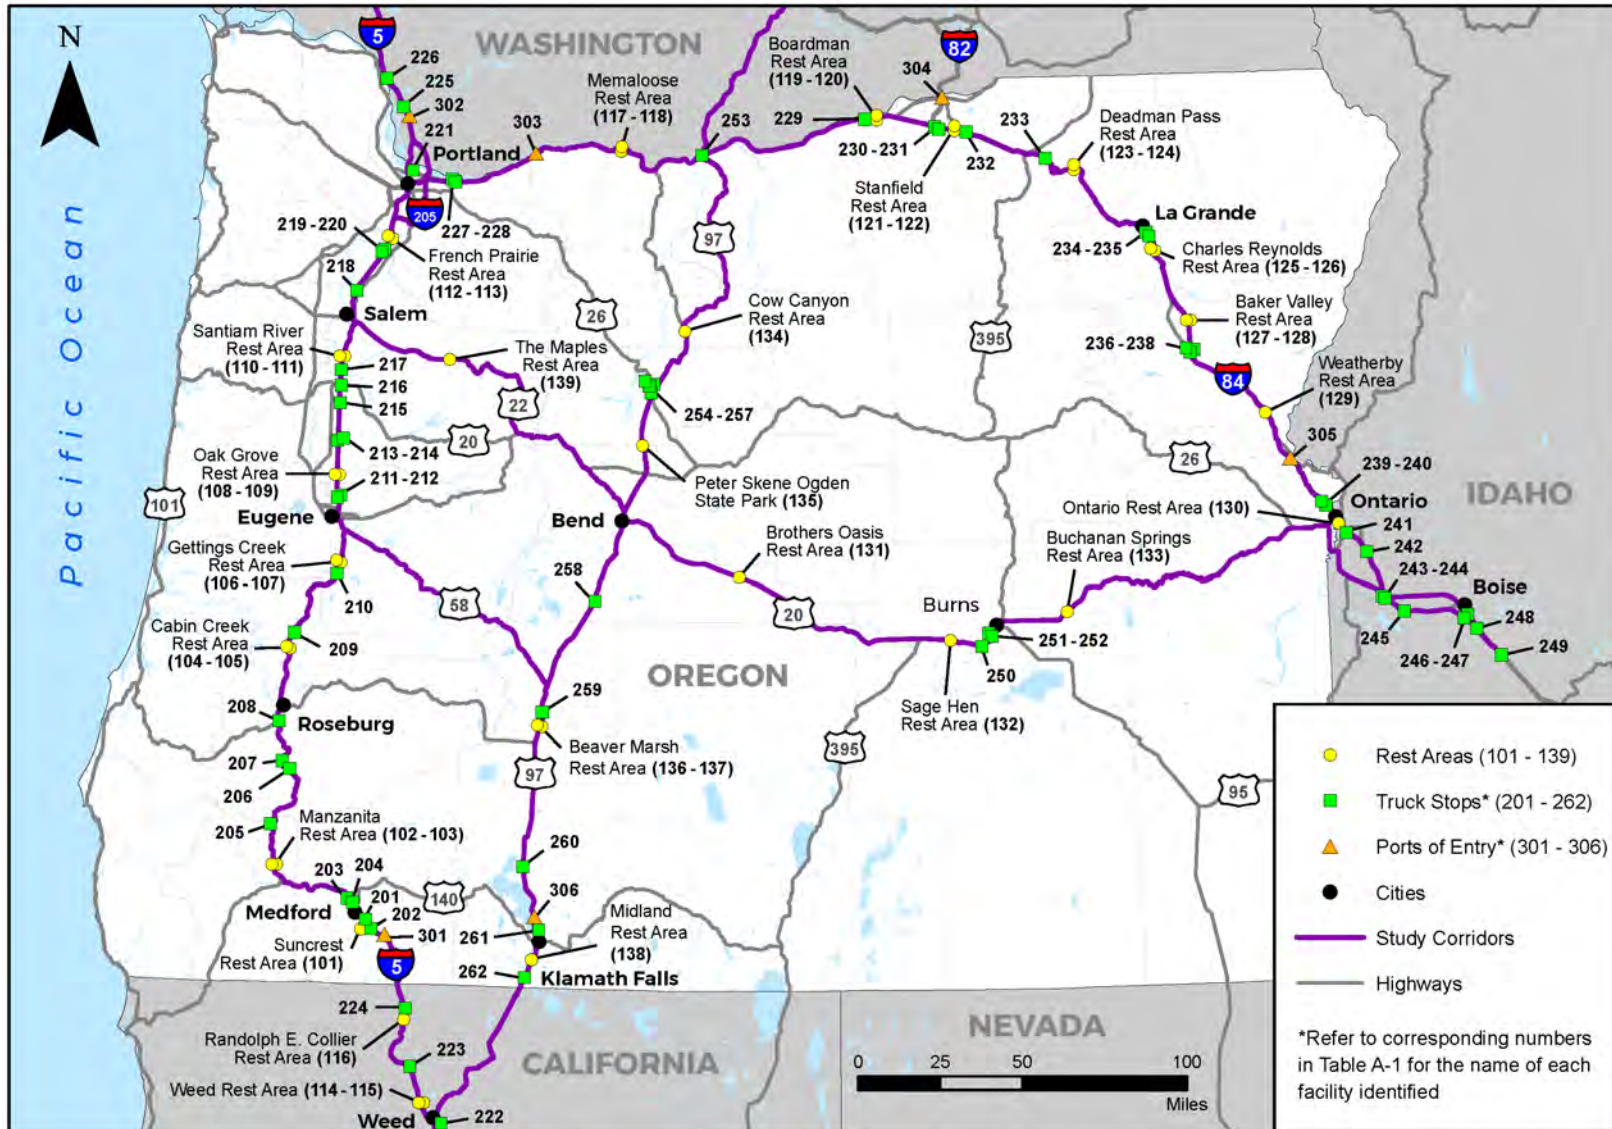 N
5
WASHINGTON
82
226
225
302
221
Portland
303
Memaloose
Rest Area
(117 - 118)
253
Boardman
Rest Area
(119 - 120)
229
304
230 - 231
232
233
Deadman Pass
Rest Area
(123 - 124)
Stanfield
Rest Area
(121 - 122)
La Grande
234 - 235
Charles Reynolds
Rest Area (125 - 126)
205
227 - 228
97
219 - 220
French Prairie
Rest Area
(112 - 113)
218
Salem
26
Cow Canyon
Rest Area
(134)
395
Baker Valley
Rest Area
(127 - 128)
236 - 238
84
Weatherby
Rest Area
(129)
Santiam River
Rest Area
(110 - 111)
217
216
215
The Maples
Rest Area
(139)
22
20
254 - 257
213 - 214
Oak Grove
Rest Area
(108 - 109)
211 - 212
Peter Skene Ogden
State Park (135)
26
305
239 - 240
Ontario
IDAHO
101
Eugene
Bend
Ontario Rest Area (130)
241
242
Gettings Creek
Rest Area
(106 - 107)
210
Brothers Oasis
Rest Area (131)
Buchanan Springs
Rest Area (133)
243 - 244
Boise
58
258
20
Burns
251 - 252
245
246 - 247
248
249
Cabin Creek
Rest Area
(104 - 105)
209
250
OREGON
208
Roseburg
259
Sage Hen
Rest Area (132)
207
206
Beaver Marsh
Rest Area (136 - 137)
97
395
95
205
Manzanita
Rest Area (102 - 103)
260
203
204
201
202
140
306
Medford
261
Midland
Rest Area
(138)
Suncrest
Rest Area (101)
301
5
262
Klamath Falls
224
Randolph E. Collier
Rest Area (116)
223
CALIFORNIA
NEVADA
Weed Rest Area (114 - 115)
Weed
222
0
25
50
100
Miles
Pacific Ocean
Rest Areas (101 - 139)
Truck Stops* (201 - 262)
Ports of Entry* (301 - 306)
Cities
Study Corridors
Highways
*Refer to corresponding numbers
in Table A-1 for the name of each
facility identified